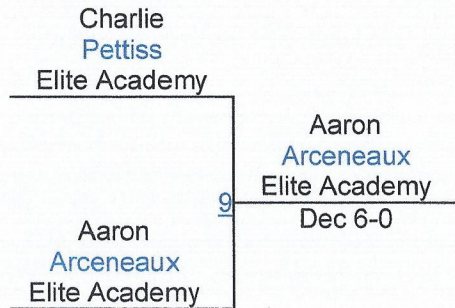 Charlie
Pettiss
Elite Academy
Aaron
Arceneaux
Elite Academy
9
Dec 6-0
Aaron
Arceneaux
Elite Academy